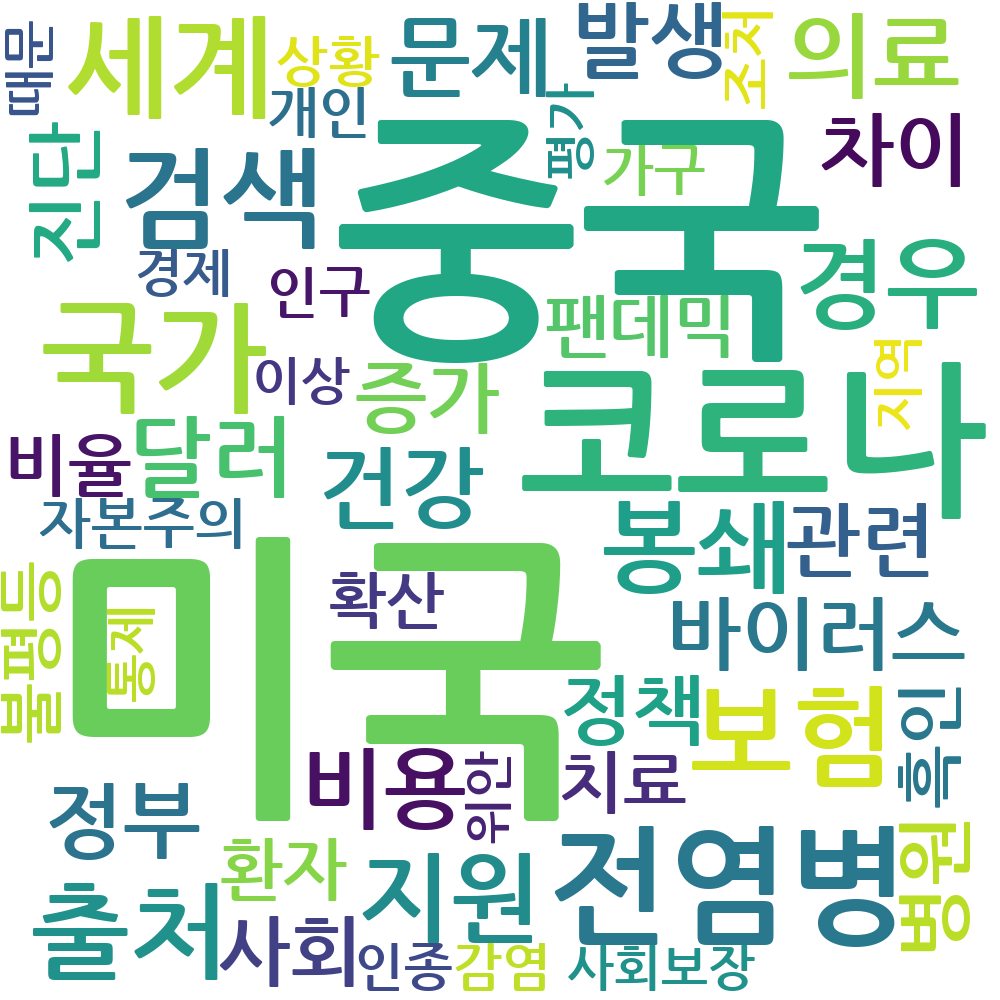 때문
세계
상황
문제
발생
조처
의료
개인
평가
차이
진단
검색
중국
가구
경우
경제
인구
팬데믹
국가
이상
증가
코로나
지역
비율
달러
건강
자본주의
봉쇄
관련
불평등
미국
통제
확산
바이러스
정책
보험
흑인
정부
비용
위안
치료
환자
지원
전염병
병원
출처
사회
인종
감염
사회보장